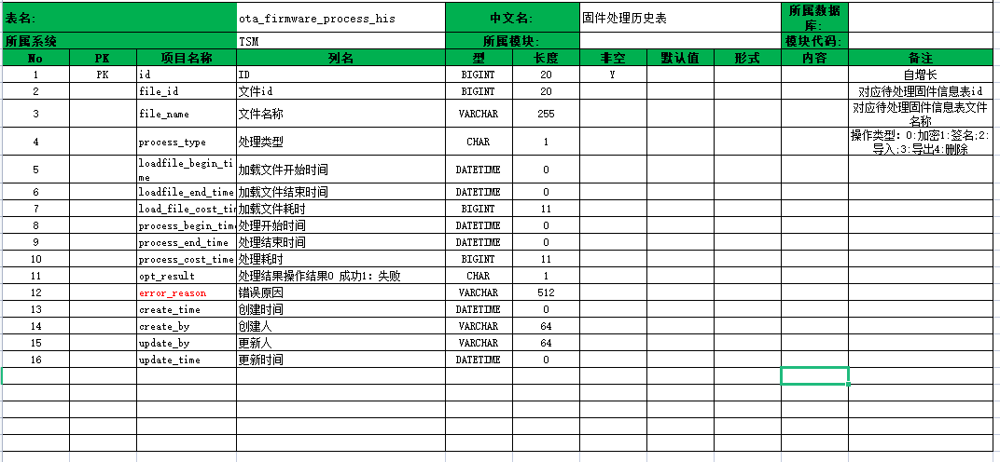 表名: ota_firmware_process_his 中文名: 固件处理历史表 所属数据库:
所属系统 TSM 所属模块: 模块代码:
No PK 项目名称 列名 型 长度 非空 默认值 形式 内容 备注
1 PK id ID BIGINT 20 Y 自增长
2 file_id 文件id BIGINT 20 对应待处理固件信息表id
3 file_name 文件名称 VARCHAR 255 对应待处理固件信息表文件名称
4 process_type 处理类型 CHAR 1 操作类型: 0:加密1:签名;2:导入;3:导出4:删除
5 loadfile_begin_time 加载文件开始时间 DATETIME 0
6 loadfile_end_time 加载文件结束时间 DATETIME 0
7 load_file_cost_tim 加载文件耗时 BIGINT 11
8 process_begin_time 处理开始时间 DATETIME 0
9 process_end_time 处理结束时间 DATETIME 0
10 process_cost_time 处理耗时 BIGINT 11
11 opt_result 处理结果操作结果0 成功1: 失败 CHAR 1
12 error_reason 错误原因 VARCHAR 512
13 create_time 创建时间 DATETIME 0
14 create_by 创建人 VARCHAR 64
15 update_by 更新人 VARCHAR 64
16 update_time 更新时间 DATETIME 0